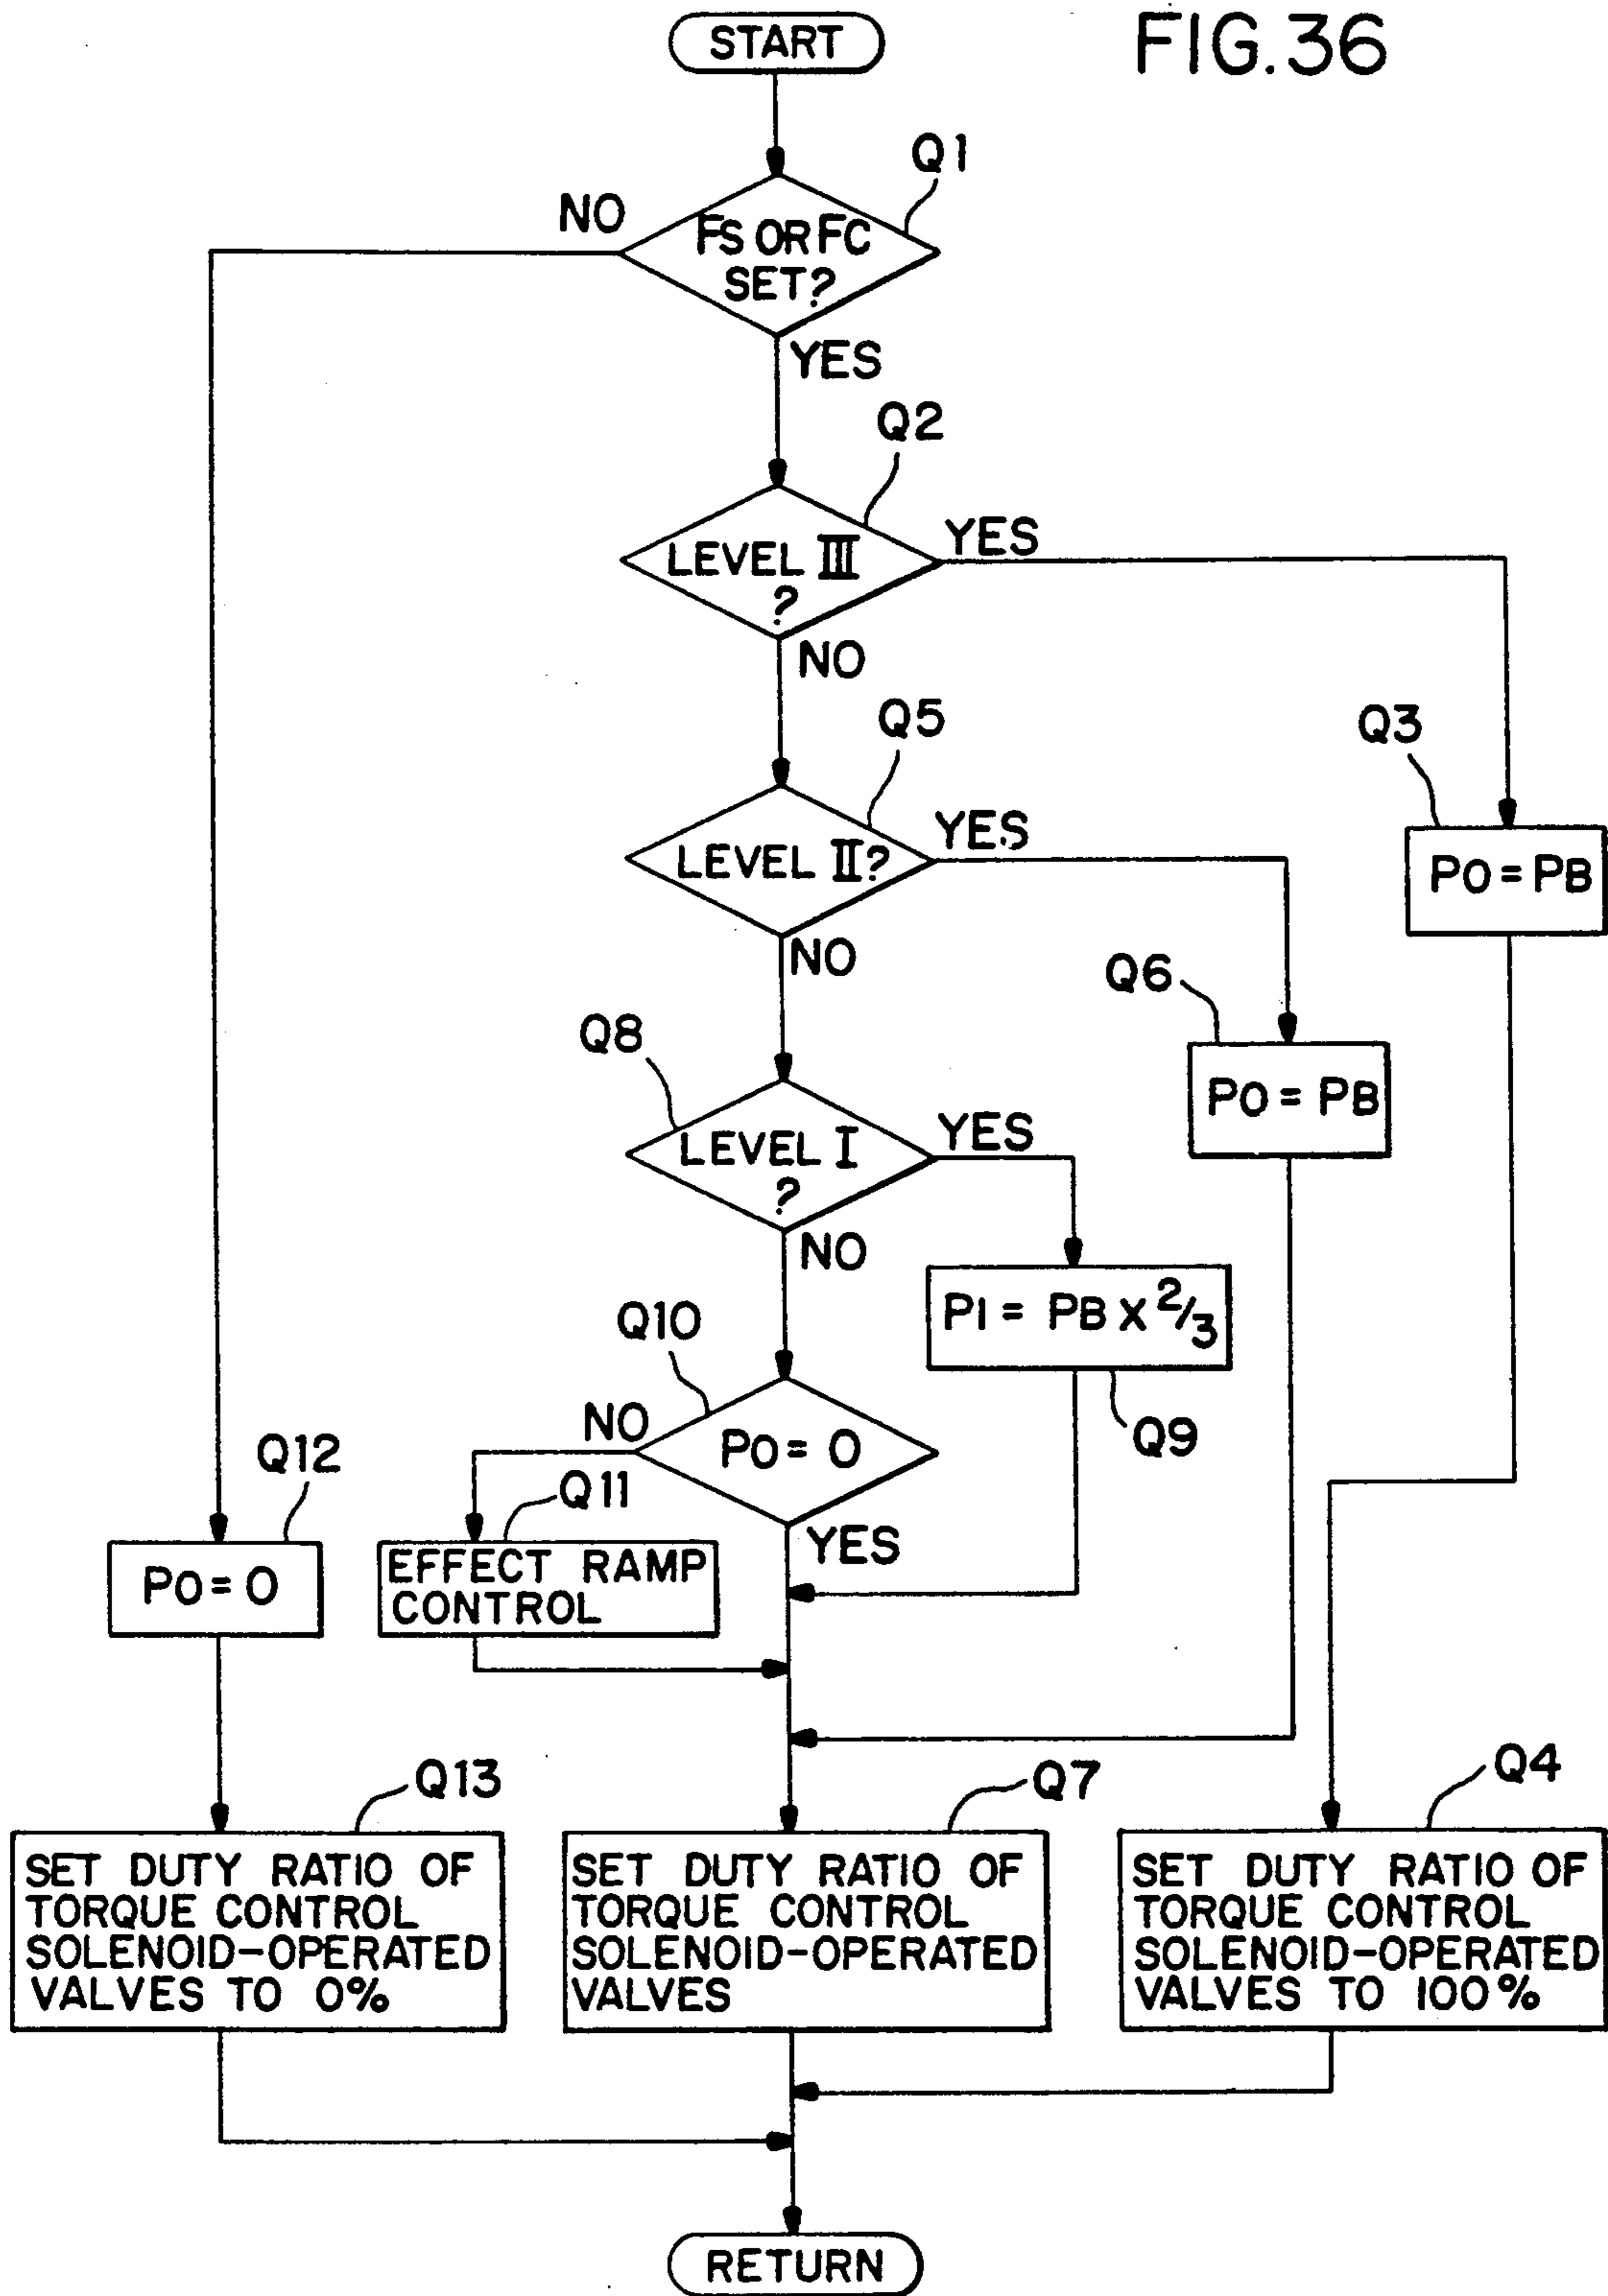 START
FIG.36
Q1
NO
FS OR FC
SET?
YES
Q2
YES
LEVEL III
?
NO
Q5
Q3
YES
LEVEL II?
PO = PB
NO
Q6
Q8
PO = PB
YES
LEVEL I
?
NO
P1 = PB X 2/3
Q10
NO
PO = 0
Q9
Q12
Q11
YES
EFFECT RAMP
CONTROL
PO = 0
Q13
Q7
Q4
SET DUTY RATIO OF
TORQUE CONTROL
SOLENOID-OPERATED
VALVES TO 0%
SET DUTY RATIO OF
TORQUE CONTROL
SOLENOID-OPERATED
VALVES
SET DUTY RATIO OF
TORQUE CONTROL
SOLENOID-OPERATED
VALVES TO 100%
RETURN